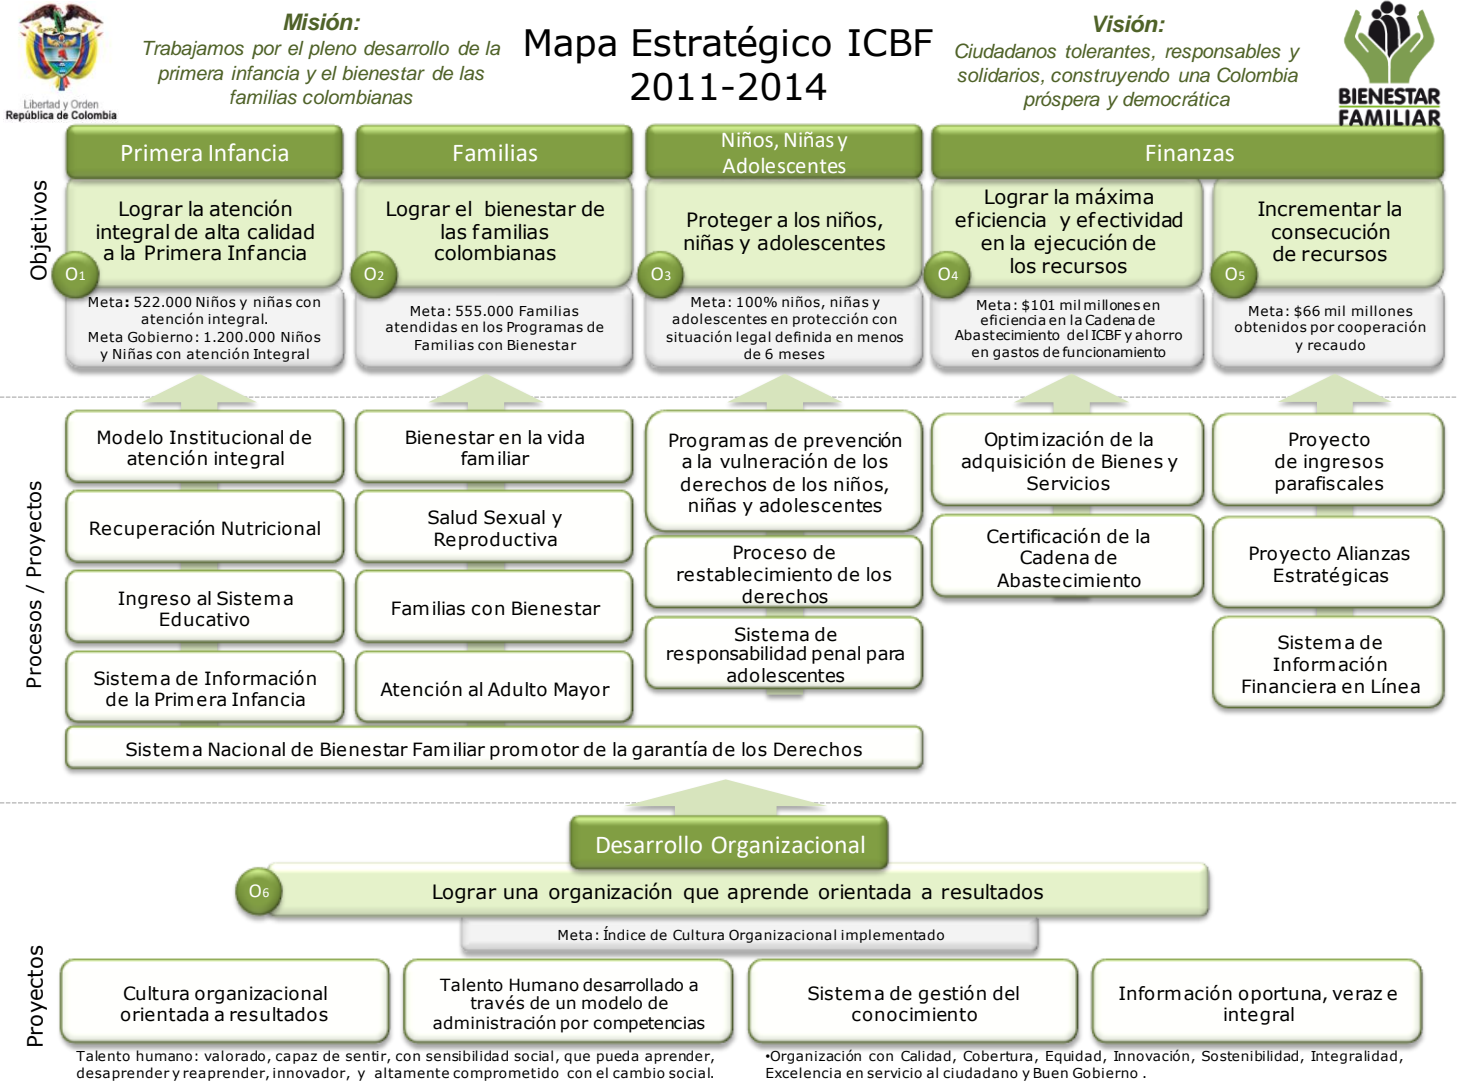 Libertad y Orden
República de Colombia
Misión:
Trabajamos por el pleno desarrollo de la
primera infancia y el bienestar de las
familias colombianas
Mapa Estratégico ICBF
2011-2014
Visión:
Ciudadanos tolerantes, responsables y
solidarios, construyendo una Colombia
próspera y democrática
BIENESTAR
FAMILIAR
Objetivos
Primera Infancia
Lograr la atención
integral de alta calidad
a la Primera Infancia
O1
Meta: 522.000 Niños y niñas con
atención integral.
Meta Gobierno: 1.200.000 Niños
y Niñas con atención Integral
Familias
Lograr el bienestar de
las familias
colombianas
O2
Meta: 555.000 Familias
atendidas en los Programas de
Familias con Bienestar
Niños, Niñas y
Adolescentes
Proteger a los niños,
niñas y adolescentes
O3
Meta: 100% niños, niñas y
adolescentes en protección con
situación legal definida en menos
de 6 meses
Finanzas
Lograr la máxima
eficiencia y efectividad
en la ejecución de
los recursos
O4
Meta: $101 mil millones en
eficiencia en la Cadena de
Abastecimiento del ICBF y ahorro
en gastos de funcionamiento
Incrementar la
consecución
de recursos
O5
Meta: $66 mil millones
obtenidos por cooperación
y recaudo
Procesos / Proyectos
Modelo Institucional de
atención integral
Recuperación Nutricional
Ingreso al Sistema
Educativo
Sistema de Información
de la Primera Infancia
Bienestar en la vida
familiar
Salud Sexual y
Reproductiva
Familias con Bienestar
Atención al Adulto Mayor
Programas de prevención
a la vulneración de los
derechos de los niños,
niñas y adolescentes
Proceso de
restablecimiento de los
derechos
Sistema de
responsabilidad penal para
adolescentes
Optimización de la
adquisición de Bienes y
Servicios
Certificación de la
Cadena de
Abastecimiento
Proyecto
de ingresos
parafiscales
Proyecto Alianzas
Estratégicas
Sistema de
Información
Financiera en Línea
Sistema Nacional de Bienestar Familiar promotor de la garantía de los Derechos
Desarrollo Organizacional
O6
Lograr una organización que aprende orientada a resultados
Meta: Índice de Cultura Organizacional implementado
Proyectos
Cultura organizacional
orientada a resultados
Talento Humano desarrollado a
través de un modelo de
administración por competencias
Sistema de gestión del
conocimiento
Información oportuna, veraz e
integral
Talento humano: valorado, capaz de sentir, con sensibilidad social, que pueda aprender,
desaprender y reaprender, innovador, y altamente comprometido con el cambio social.
•Organización con Calidad, Cobertura, Equidad, Innovación, Sostenibilidad, Integralidad,
Excelencia en servicio al ciudadano y Buen Gobierno .